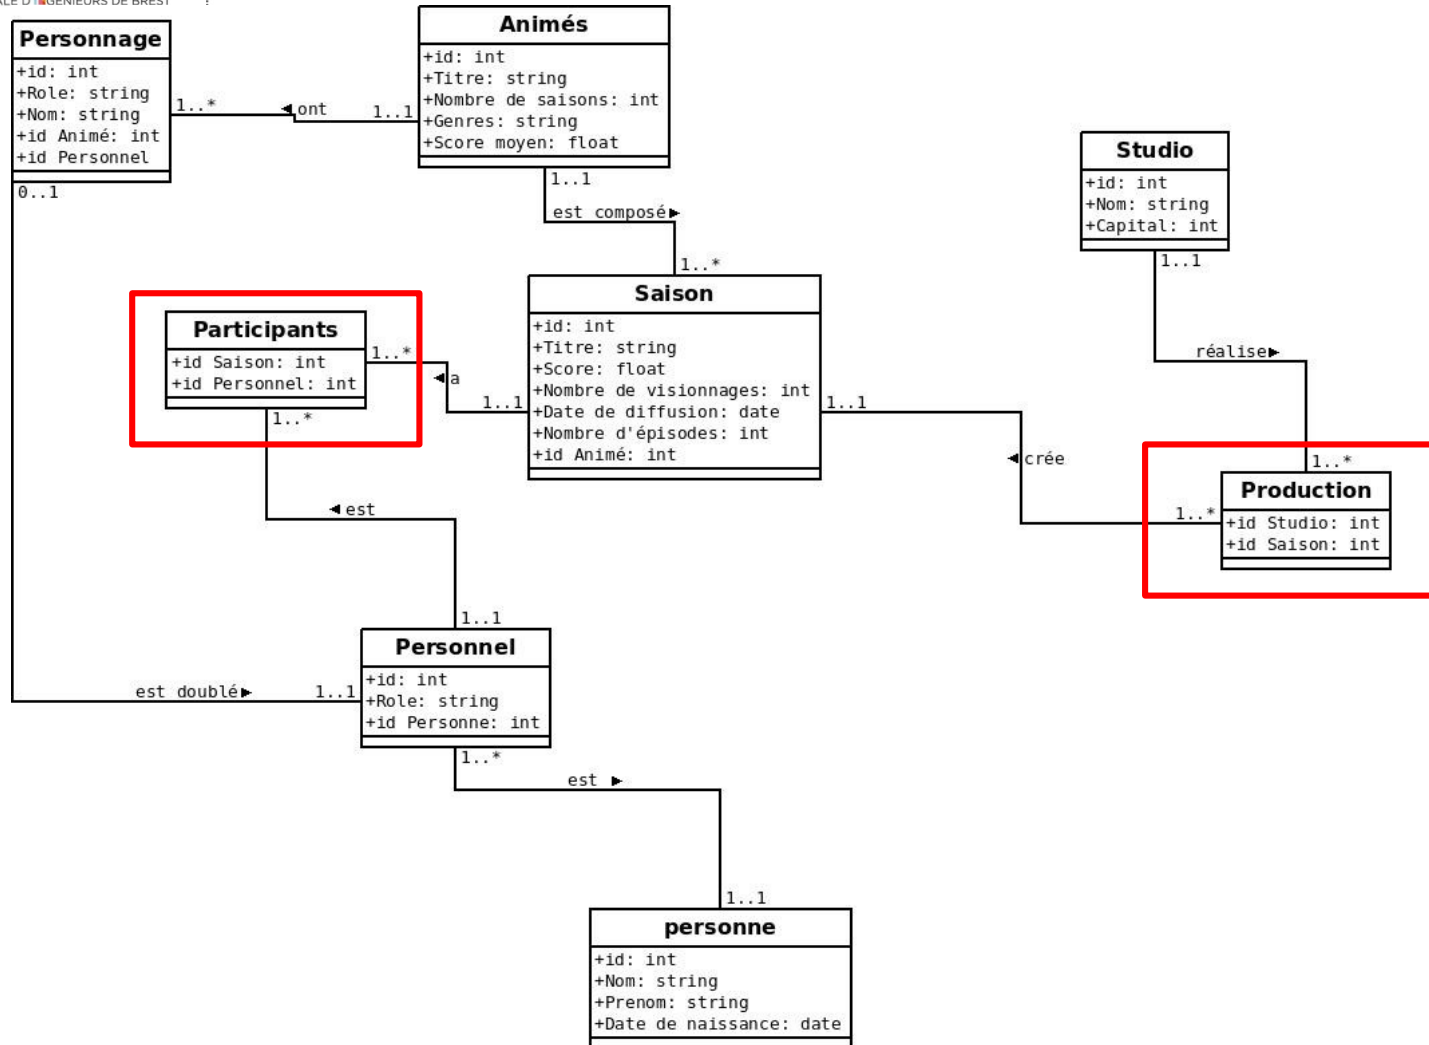 GENIEURS DE BREST
Personnage
+id: int
+Role: string
+Nom: string
+id Animé: int
+id Personnel
0..1
1..*
ont
1..1
Animés
+id: int
+Titre: string
+Nombre de saisons: int
+Genres: string
+Score moyen: float
1..1
est composé
1..*
Studio
+id: int
+Nom: string
+Capital: int
1..1
réalise
1..*
Participants
+id Saison: int
+id Personnel: int
1..*
a
1..1
1..*
Saison
+id: int
+Titre: string
+Score: float
+Nombre de visionnages: int
+Date de diffusion: date
+Nombre d'épisodes: int
+id Animé: int
1..1
crée
1..*
Production
+id Studio: int
+id Saison: int
est
1..1
Personnel
+id: int
+Role: string
+id Personne: int
est doublé
1..1
1..*
est
1..1
personne
+id: int
+Nom: string
+Prenom: string
+Date de naissance: date